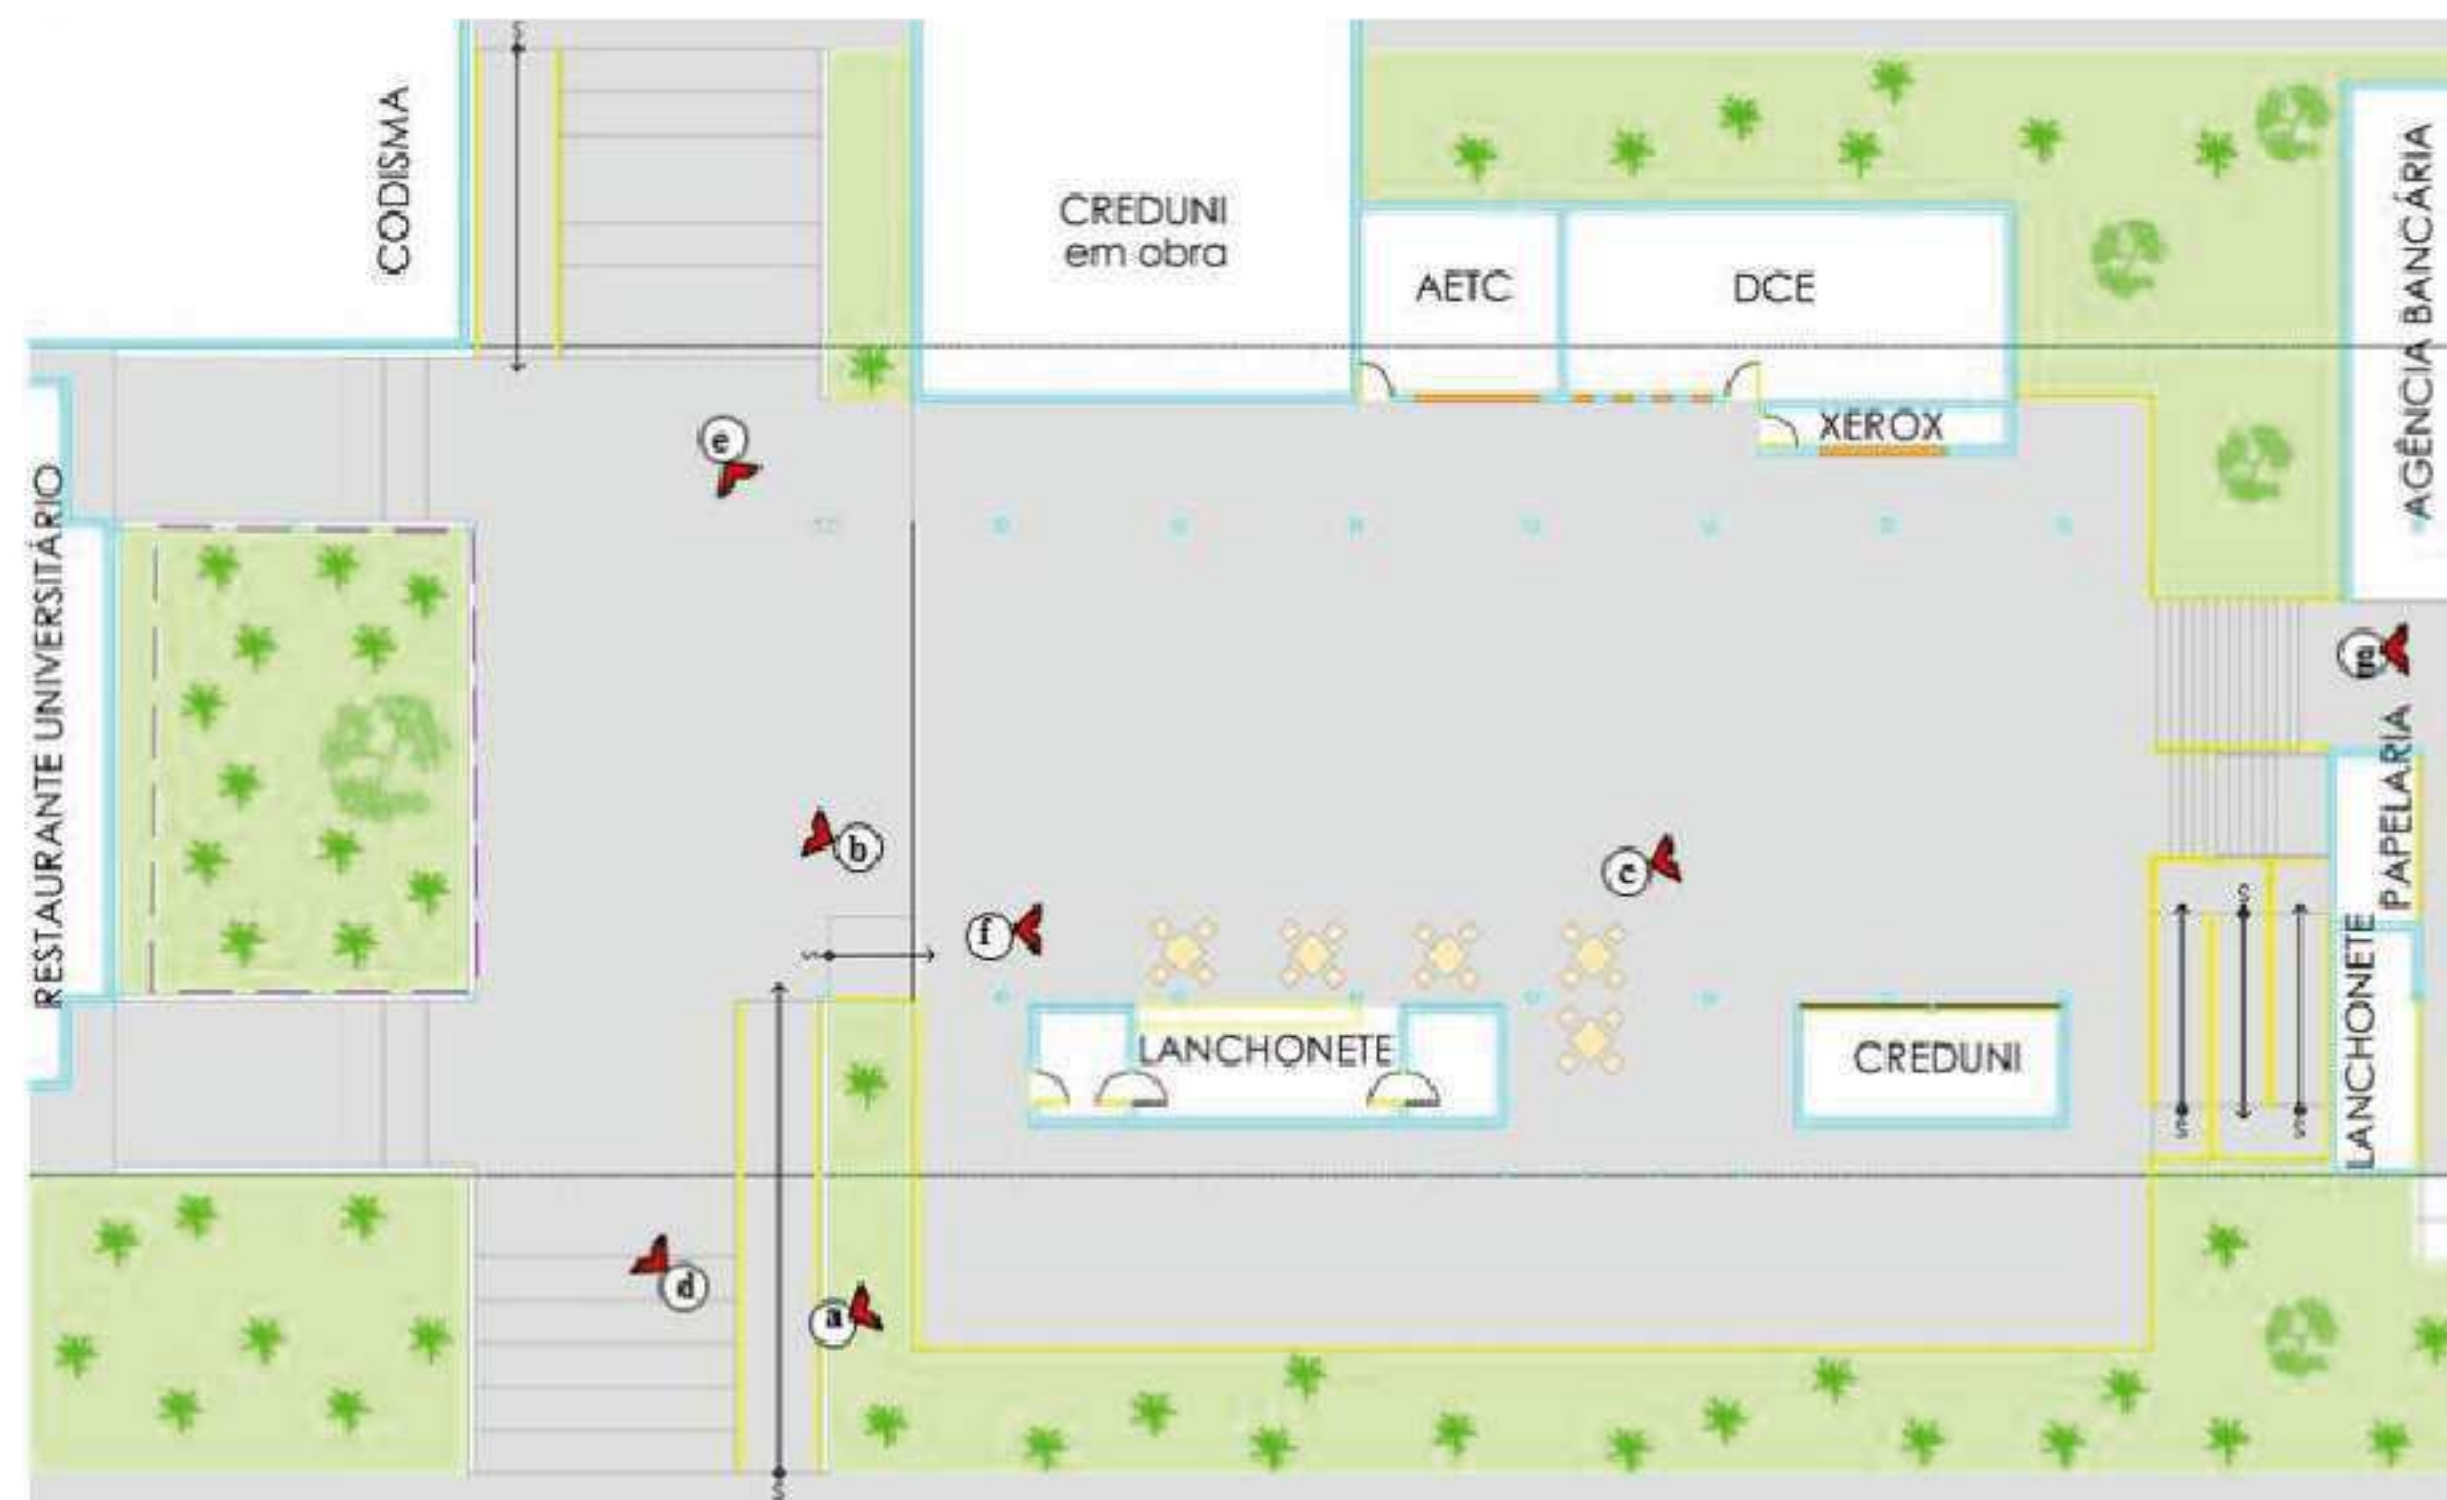 CODISMA
CREDUNI
em obra
AETC
DCE
AGÊNCIA BANCÁRIA
XEROX
e
RESTAURANTE UNIVERSITÁRIO
PAPELARIA
b
f
LANCHONETE
CREDUNI
LANCHONETE
d
a